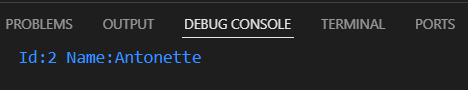 PROBLEMS OUTPUT DEBUG CONSOLE TERMINAL PORTS
Id:2 Name:Antonette